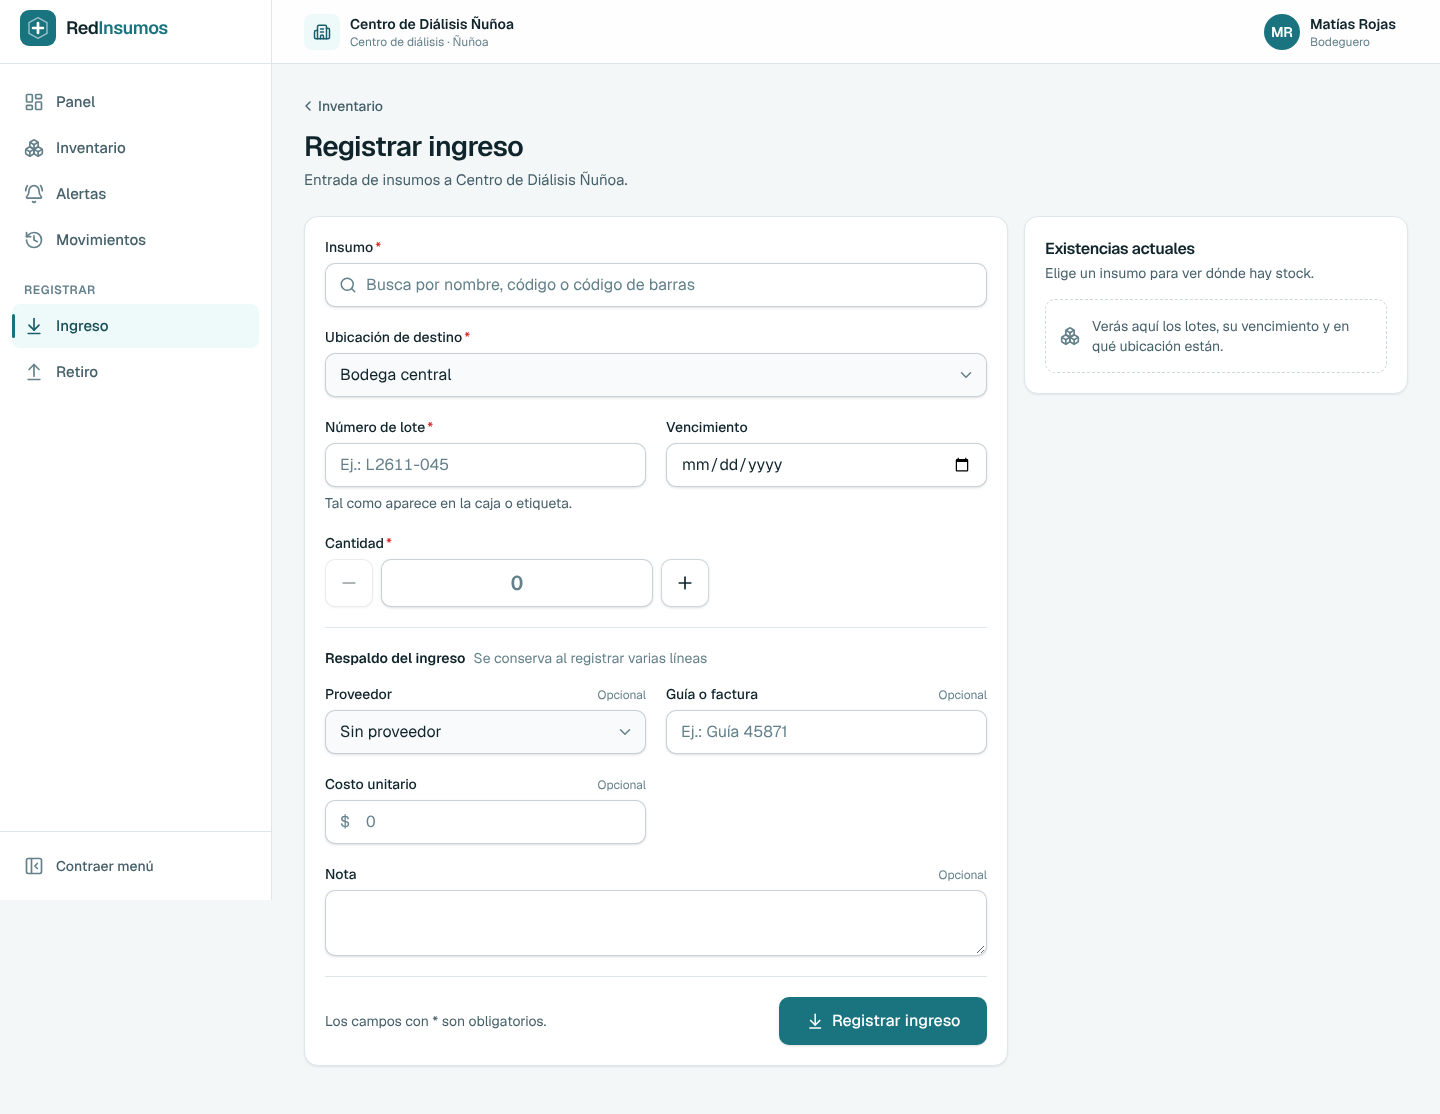 RedInsumos
Centro de Diálisis Ñuñoa
Centro de diálisis · Ñuñoa
MR
Matías Rojas
Bodeguero
Panel
Inventario
Alertas
Movimientos
REGISTRAR
Ingreso
Retiro
Contraer menú
Inventario
Registrar ingreso
Entrada de insumos a Centro de Diálisis Ñuñoa.
Insumo *
Busca por nombre, código o código de barras
Ubicación de destino *
Bodega central
Número de lote *
Vencimiento
Ej.: L2611-045
mm/dd/yyyy
Tal como aparece en la caja o etiqueta.
Cantidad *
0
Respaldo del ingreso Se conserva al registrar varias líneas
Proveedor Opcional
Guía o factura Opcional
Sin proveedor
Ej.: Guía 45871
Costo unitario Opcional
$ 0
Nota Opcional
Los campos con * son obligatorios.
Registrar ingreso
Existencias actuales
Elige un insumo para ver dónde hay stock.
Verás aquí los lotes, su vencimiento y en
qué ubicación están.